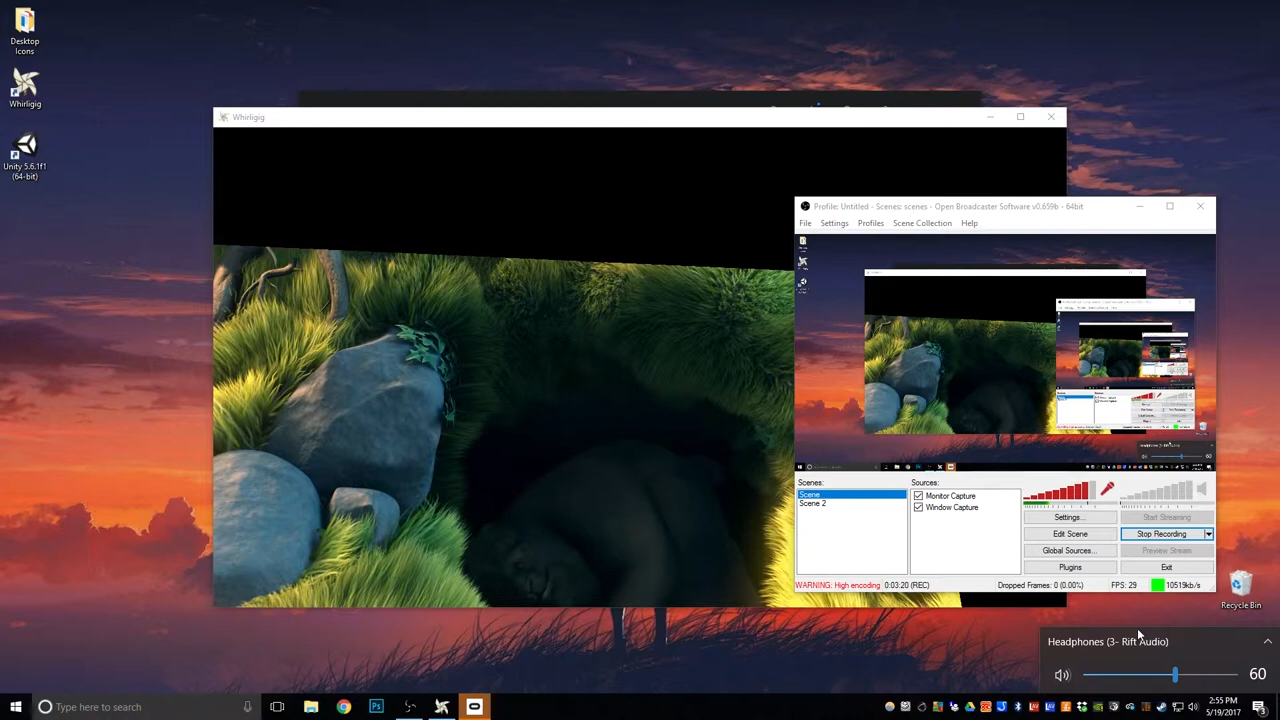 Desktop
Icons
Whirligig
Unity 5.6.1f1
(64-bit)
Whirligig
Profile: Untitled - Scenes: scenes - Open Broadcaster Software v0.659b - 64bit
File Settings Profiles Scene Collection Help
Scenes:
Scene
Scene 2
Sources:
Monitor Capture
Window Capture
Settings...
Start Streaming
Edit Scene
Stop Recording
Global Sources...
Preview Stream
Plugins
Exit
WARNING: High encoding 0:03:20 (REC) Dropped Frames: 0 (0.00%) FPS: 29 10519kb/s
Recycle Bin
Headphones (3- Rift Audio)
60
Type here to search
Ps
2:55 PM
5/19/2017